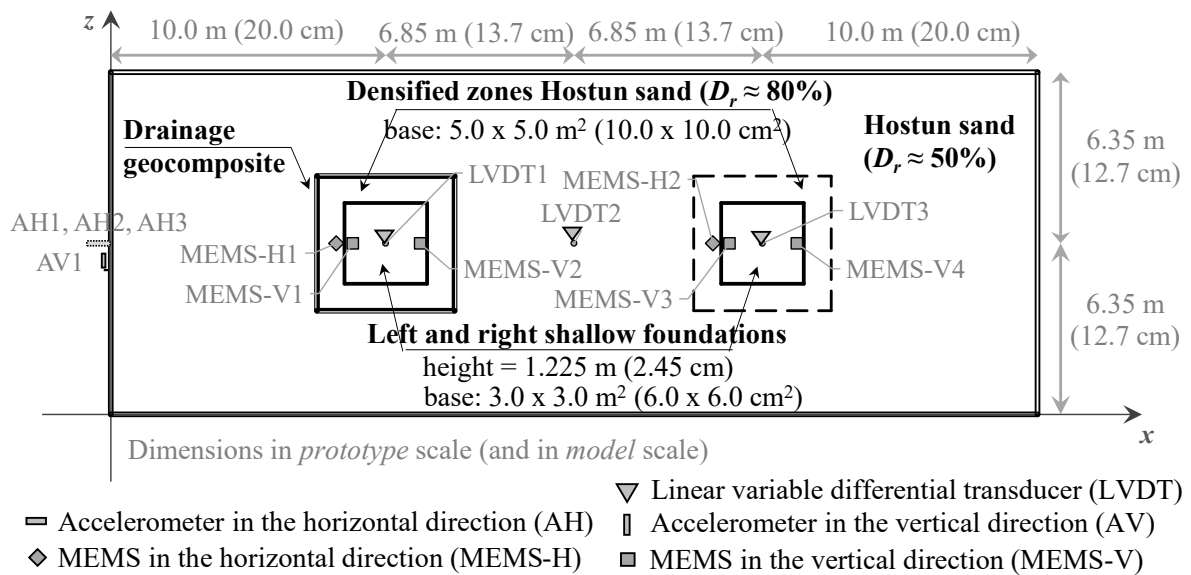 z
10.0 m (20.0 cm)
6.85 m (13.7 cm)
6.85 m (13.7 cm)
10.0 m (20.0 cm)
Densified zones Hostun sand (Dr ≈ 80%)
base: 5.0 x 5.0 m² (10.0 x 10.0 cm²)
Drainage
geocomposite
Hostun sand
(Dr ≈ 50%)
6.35 m
(12.7 cm)
LVDT1
MEMS-H2
LVDT2
LVDT3
AH1, AH2, AH3
AV1
MEMS-H1
MEMS-V1
MEMS-V2
MEMS-V3
MEMS-V4
6.35 m
(12.7 cm)
Left and right shallow foundations
height = 1.225 m (2.45 cm)
base: 3.0 x 3.0 m² (6.0 x 6.0 cm²)
x
Dimensions in prototype scale (and in model scale)
Linear variable differential transducer (LVDT)
Accelerometer in the horizontal direction (AH)
Accelerometer in the vertical direction (AV)
MEMS in the horizontal direction (MEMS-H)
MEMS in the vertical direction (MEMS-V)